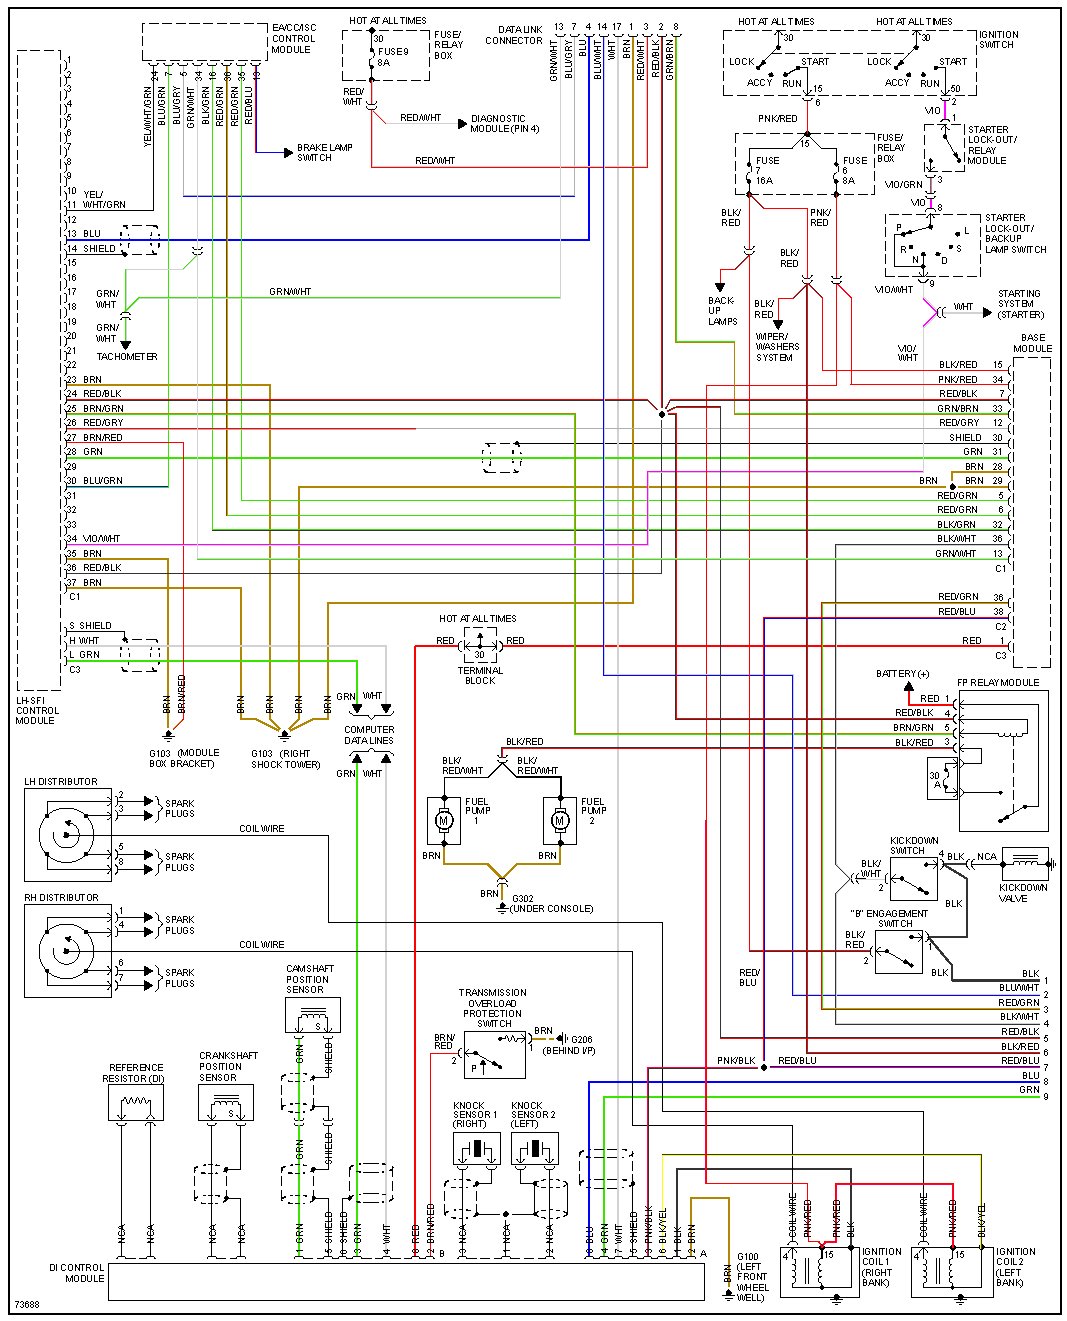 HOT AT ALL TIMES
30
FUSE 9
8A
FUSE/
RELAY
BOX
EA/CC/ISC
CONTROL
MODULE
DATA LINK
CONNECTOR
13 7 4 14 17 1 3 2 8
GRN/WHT
BLU/GRY
BLU
BLU/WHT
WHT
BRN
RED/WHT
RED/BLK
GRN/BRN
HOT AT ALL TIMES
HOT AT ALL TIMES
30
30
LOCK
START
ACCY
RUN
LOCK
START
ACCY
RUN
IGNITION
SWITCH
15
6
50
2
24 7 5 34 16 36 35 13
YEL/WHT/GRN
BLU/GRN
BLU/GRY
GRN/WHT
BLU/GRN
RED/GRN
RED/GRN
RED/BLU
RED/
WHT
RED/WHT
DIAGNOSTIC
MODULE (PIN 4)
RED/WHT
BRAKE LAMP
SWITCH
PNK/RED
15
FUSE
7
16A
FUSE
6
8A
FUSE/
RELAY
BOX
VIO
1
STARTER
LOCK-OUT/
RELAY
MODULE
3
VIO/GRN
VIO
8
P
L
R
S
N
D
STARTER
LOCK-OUT/
BACKUP
LAMP SWITCH
9
VIO/WHT
WHT
STARTING
SYSTEM
(STARTER)
VIO/
WHT
BLK/
RED
BLK/
RED
PNK/
RED
BACK-
UP
LAMPS
BLK/
RED
WIPER/
WASHERS
SYSTEM
1
2
3
4
5
6
7
8
9
10
11 YEL/
WHT/GRN
12
13 BLU
14 SHIELD
15
16
17
18
19
20
21
22
23 BRN
24 RED/BLK
25 BRN/GRN
26 RED/GRY
27 BRN/RED
28 GRN
29
30 BLU/GRN
31
32
33
34 VIO/WHT
35 BRN
36 RED/BLK
37 BRN
C1
S SHIELD
H WHT
L GRN
C3
LH-SFI
CONTROL
MODULE
GRN/
WHT
GRN/WHT
GRN/
WHT
TACHOMETER
BASE
MODULE
BLK/RED 15
PNK/RED 34
RED/BLK 7
GRN/BRN 33
RED/GRY 12
SHIELD 30
GRN 31
BRN 28
BRN
BRN 29
RED/GRN 5
RED/GRN 6
BLK/GRN 32
BLK/WHT 36
GRN/WHT 13
C1
RED/GRN 36
RED/BLU 38
C2
RED 1
C3
HOT AT ALL TIMES
RED
RED
30
TERMINAL
BLOCK
BRN
BRN/RED
BRN
BRN
BRN
BRN
G103 (MODULE
BOX BRACKET)
G103 (RIGHT
SHOCK TOWER)
GRN
WHT
COMPUTER
DATA LINES
GRN
WHT
BATTERY (+)
FP RELAY MODULE
RED 1
RED/BLK 4
BRN/GRN 5
BLK/RED 3
30
A
BLK/RED
BLK/
RED/WHT
BLK/
RED/WHT
M
FUEL
PUMP
1
M
FUEL
PUMP
2
BRN
BRN
BRN
G302
(UNDER CONSOLE)
LH DISTRIBUTOR
2
3
SPARK
PLUGS
5
8
SPARK
PLUGS
COIL WIRE
RH DISTRIBUTOR
1
4
SPARK
PLUGS
6
7
SPARK
PLUGS
COIL WIRE
KICKDOWN
SWITCH
4
BLK
NCA
BLK/
WHT
2
KICKDOWN
VALVE
BLK
"B" ENGAGEMENT
SWITCH
BLK/
RED
2
1
BLK
RED/
BLU
BLK 1
BLU/WHT 2
RED/GRN 3
BLK/WHT 4
RED/BLK 5
BLK/RED 6
RED/BLU 7
BLU 8
GRN 9
PNK/BLK
RED/BLU
CAMSHAFT
POSITION
SENSOR
S
GRN
SHIELD
GRN
SHIELD
TRANSMISSION
OVERLOAD
PROTECTION
SWITCH
BRN/
RED
2
P
1
BRN
G206
(BEHIND I/P)
REFERENCE
RESISTOR (DI)
CRANKSHAFT
POSITION
SENSOR
S
KNOCK
SENSOR 1
(RIGHT)
KNOCK
SENSOR 2
(LEFT)
NCA
NCA
NCA
NCA
1 GRN
5 SHIELD
6 SHIELD
3 GRN
4 WHT
3 RED
2 BRN/RED
B
3 NCA
1 NCA
2 NCA
8 BLU
4 GRN
7 WHT
5 SHIELD
3 PNK/BLK
6 BLK/YEL
1 BLK
2 BRN
A
DI CONTROL
MODULE
BRN
G100
(LEFT
FRONT
WHEEL
WELL)
COIL WIRE
PNK/RED
PNK/RED
BLK
4
15
1
IGNITION
COIL 1
(RIGHT
BANK)
COIL WIRE
PNK/RED
BLK/YEL
4
15
1
IGNITION
COIL 2
(LEFT
BANK)
73688